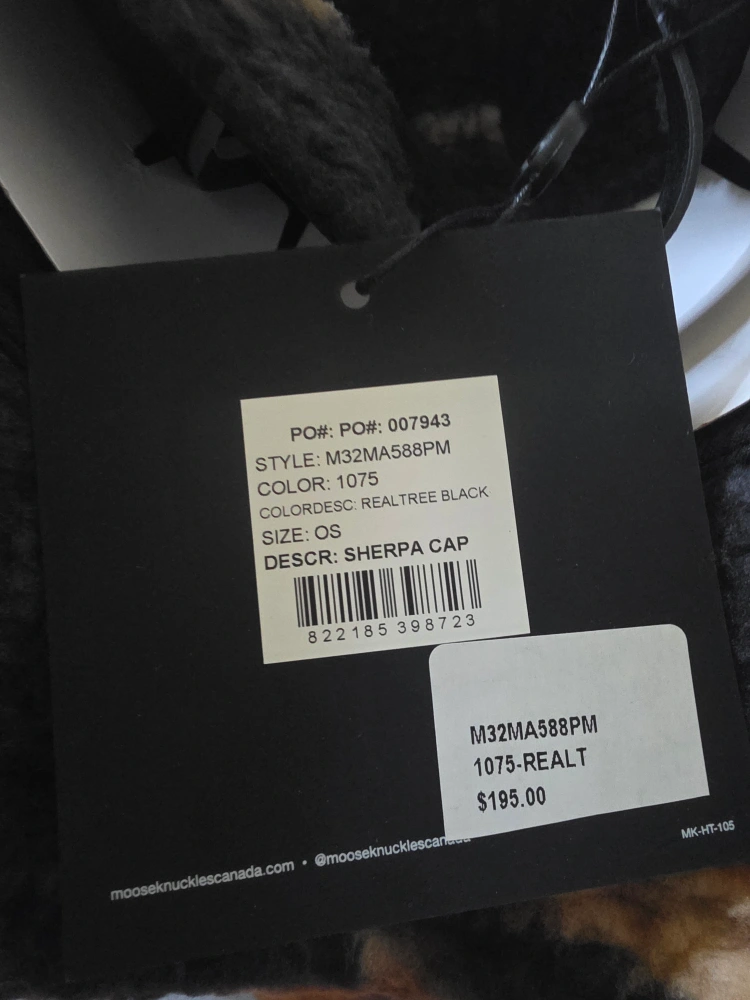 PO#: PO#: 007943
STYLE: M32MA588PM
COLOR: 1075
COLORDESC: REALTREE BLACK
SIZE: OS
DESCR: SHERPA CAP
822185 398723
M32MA588PM
1075-REALT
$195.00
MK-HT-105
mooseknucklescanada.com • @mooseknucklescanada